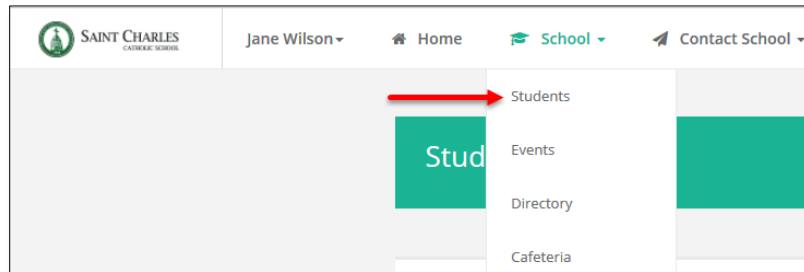 SAINT CHARLES
CATHOLIC SCHOOL
Jane Wilson
Home
School
Contact School
Students
Stud
Events
Directory
Cafeteria